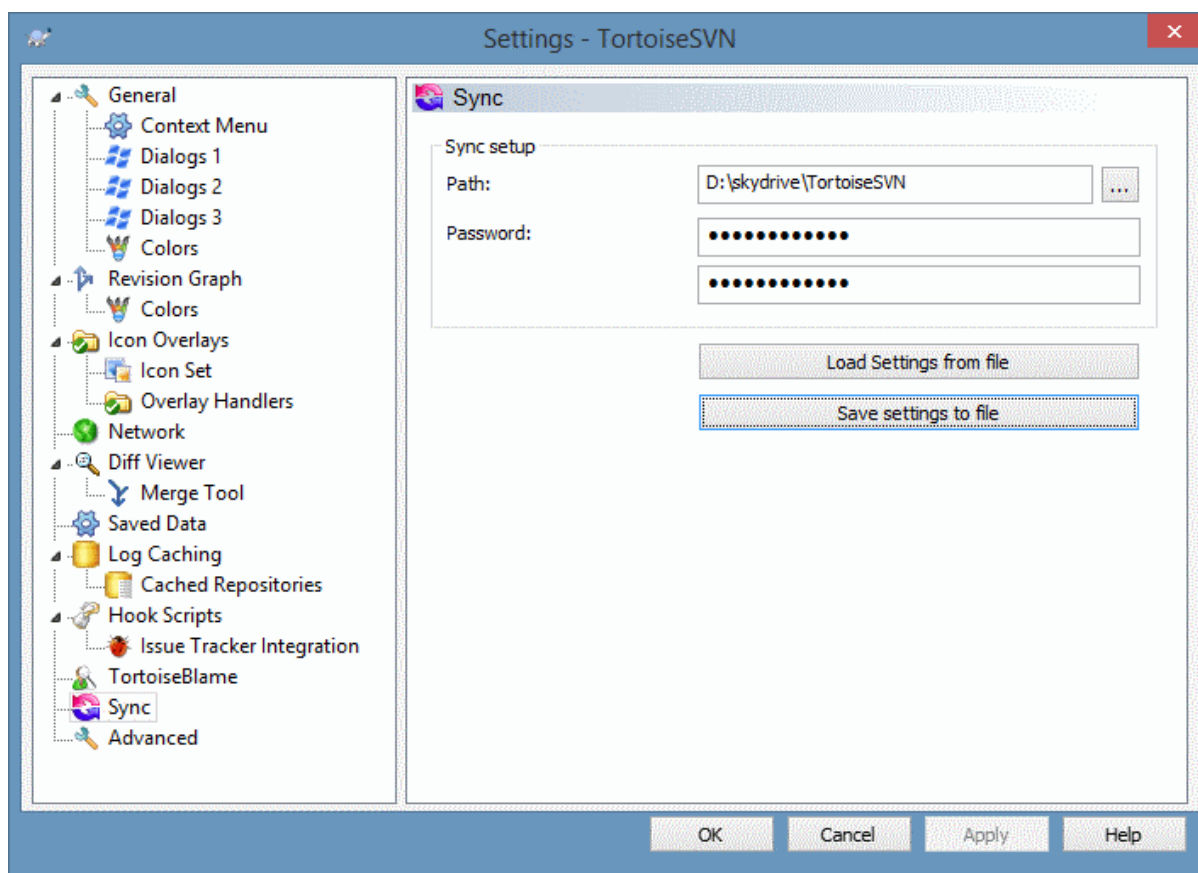 Settings - TortoiseSVN
General
Context Menu
Dialogs 1
Dialogs 2
Dialogs 3
Colors
Revision Graph
Colors
Icon Overlays
Icon Set
Overlay Handlers
Network
Diff Viewer
Merge Tool
Saved Data
Log Caching
Cached Repositories
Hook Scripts
Issue Tracker Integration
TortoiseBlame
Sync
Advanced
Sync
Sync setup
Path: D:\skydrive\TortoiseSVN ...
Password: ●●●●●●●●●●●●
●●●●●●●●●●●●
Load Settings from file
Save settings to file
OK Cancel Apply Help